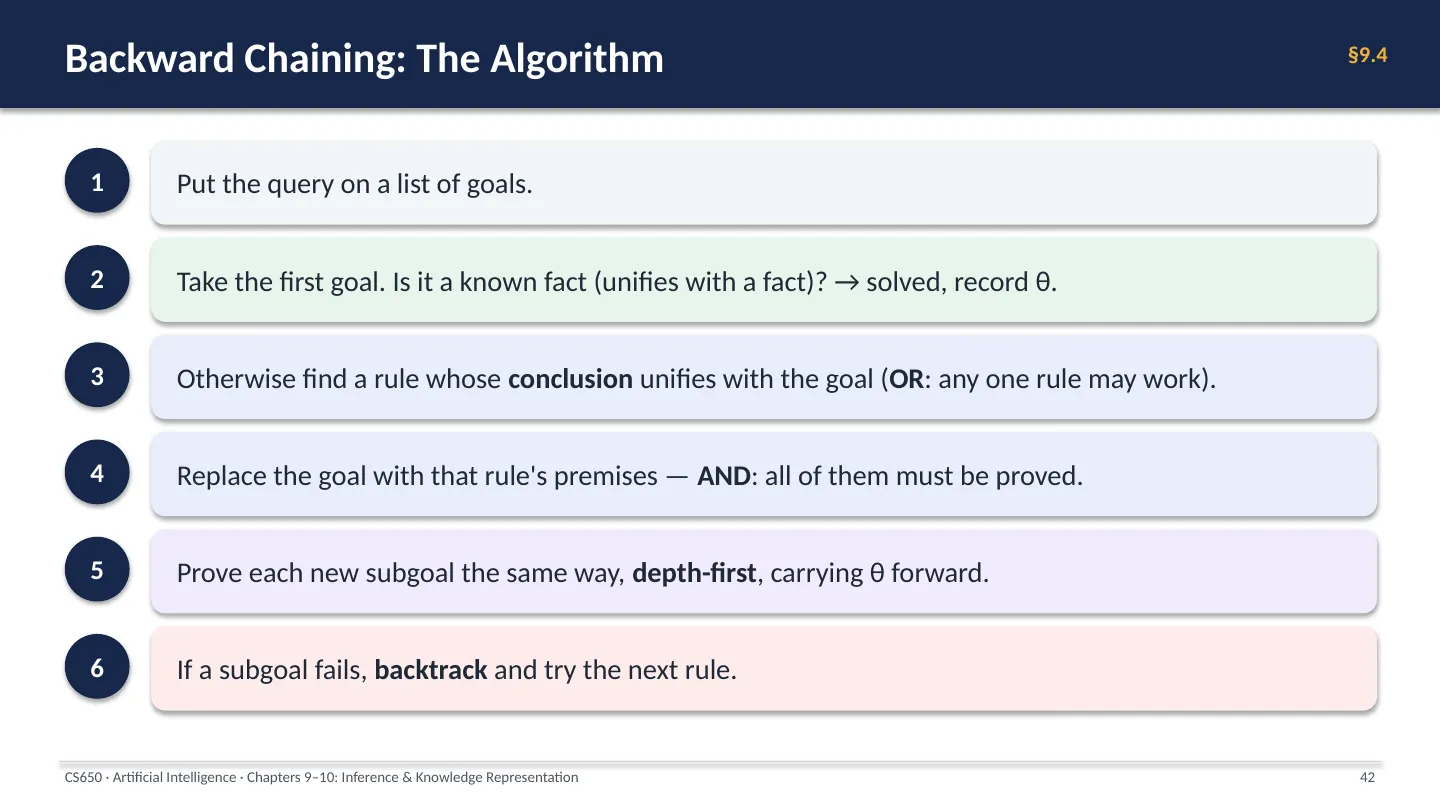 Backward Chaining: The Algorithm
§9.4
1
Put the query on a list of goals.
2
Take the first goal. Is it a known fact (unifies with a fact)? → solved, record θ.
3
Otherwise find a rule whose conclusion unifies with the goal (OR: any one rule may work).
4
Replace the goal with that rule's premises — AND: all of them must be proved.
5
Prove each new subgoal the same way, depth-first, carrying θ forward.
6
If a subgoal fails, backtrack and try the next rule.
CS650 · Artificial Intelligence · Chapters 9–10: Inference & Knowledge Representation
42